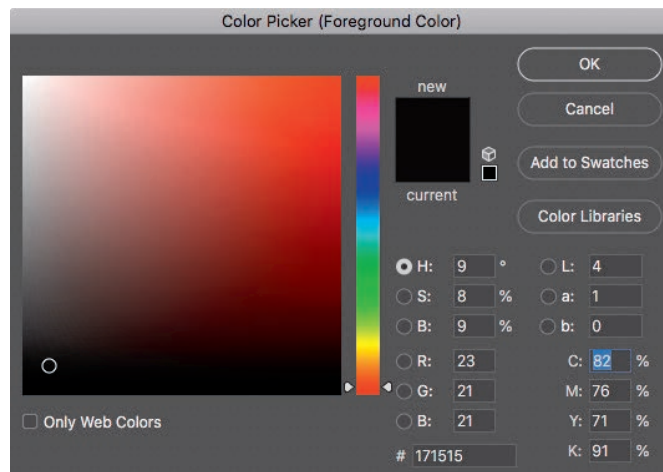 Color Picker (Foreground Color)
new
current
OK
Cancel
Add to Swatches
Color Libraries
H: 9 °
S: 8 %
B: 9 %
R: 23
G: 21
B: 21
# 171515
L: 4
a: 1
b: 0
C: 82 %
M: 76 %
Y: 71 %
K: 91 %
Only Web Colors